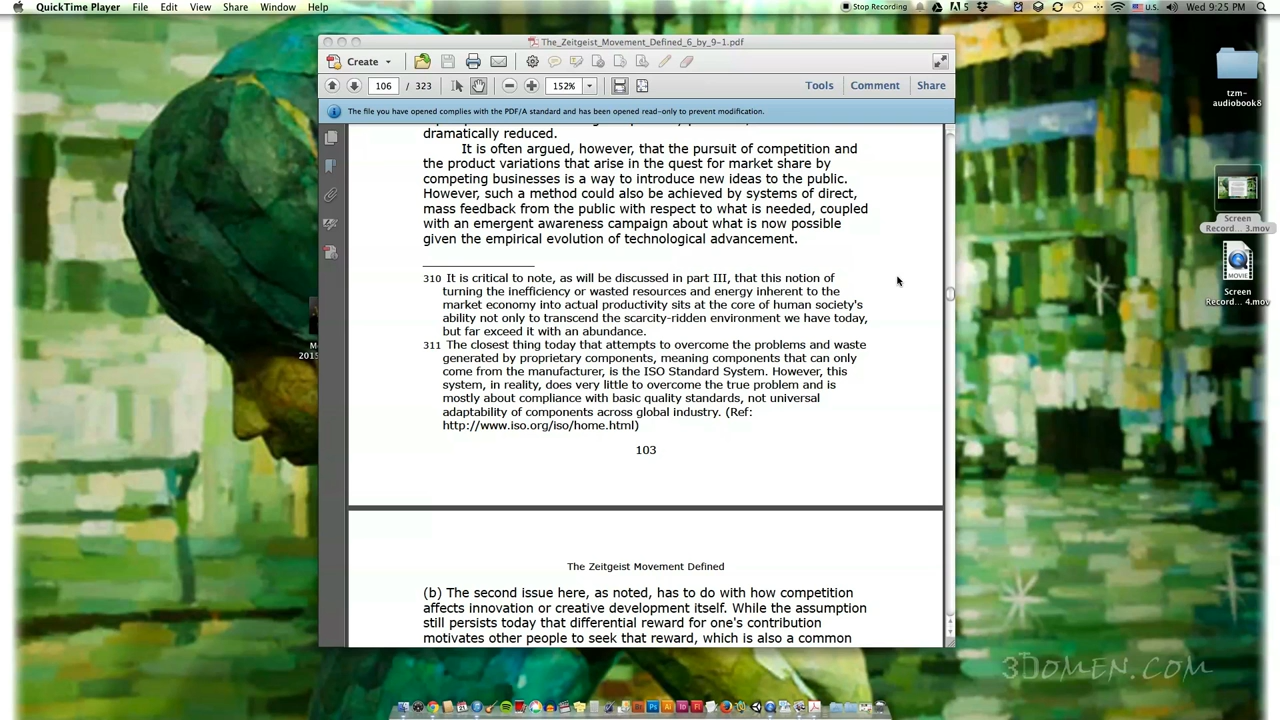 QuickTime Player File Edit View Share Window Help
Stop Recording
5
U.S.
Wed 9:25 PM
The_Zeitgeist_Movement_Defined_6_by_9-1.pdf
Create
106 / 323
152%
Tools Comment Share
The file you have opened complies with the PDF/A standard and has been opened read-only to prevent modification.
dramatically reduced.
It is often argued, however, that the pursuit of competition and
the product variations that arise in the quest for market share by
competing businesses is a way to introduce new ideas to the public.
However, such a method could also be achieved by systems of direct,
mass feedback from the public with respect to what is needed, coupled
with an emergent awareness campaign about what is now possible
given the empirical evolution of technological advancement.
310 It is critical to note, as will be discussed in part III, that this notion of
turning the inefficiency or wasted resources and energy inherent to the
market economy into actual productivity sits at the core of human society's
ability not only to transcend the scarcity-ridden environment we have today,
but far exceed it with an abundance.
311 The closest thing today that attempts to overcome the problems and waste
generated by proprietary components, meaning components that can only
come from the manufacturer, is the ISO Standard System. However, this
system, in reality, does very little to overcome the true problem and is
mostly about compliance with basic quality standards, not universal
adaptability of components across global industry. (Ref:
http://www.iso.org/iso/home.html)
103
The Zeitgeist Movement Defined
(b) The second issue here, as noted, has to do with how competition
affects innovation or creative development itself. While the assumption
still persists today that differential reward for one's contribution
motivates other people to seek that reward, which is also a common
tzm-
audiobook8
Screen
Record... 3.mov
MOVIE
Screen
Record... 4.mov
3DOMEN.COM